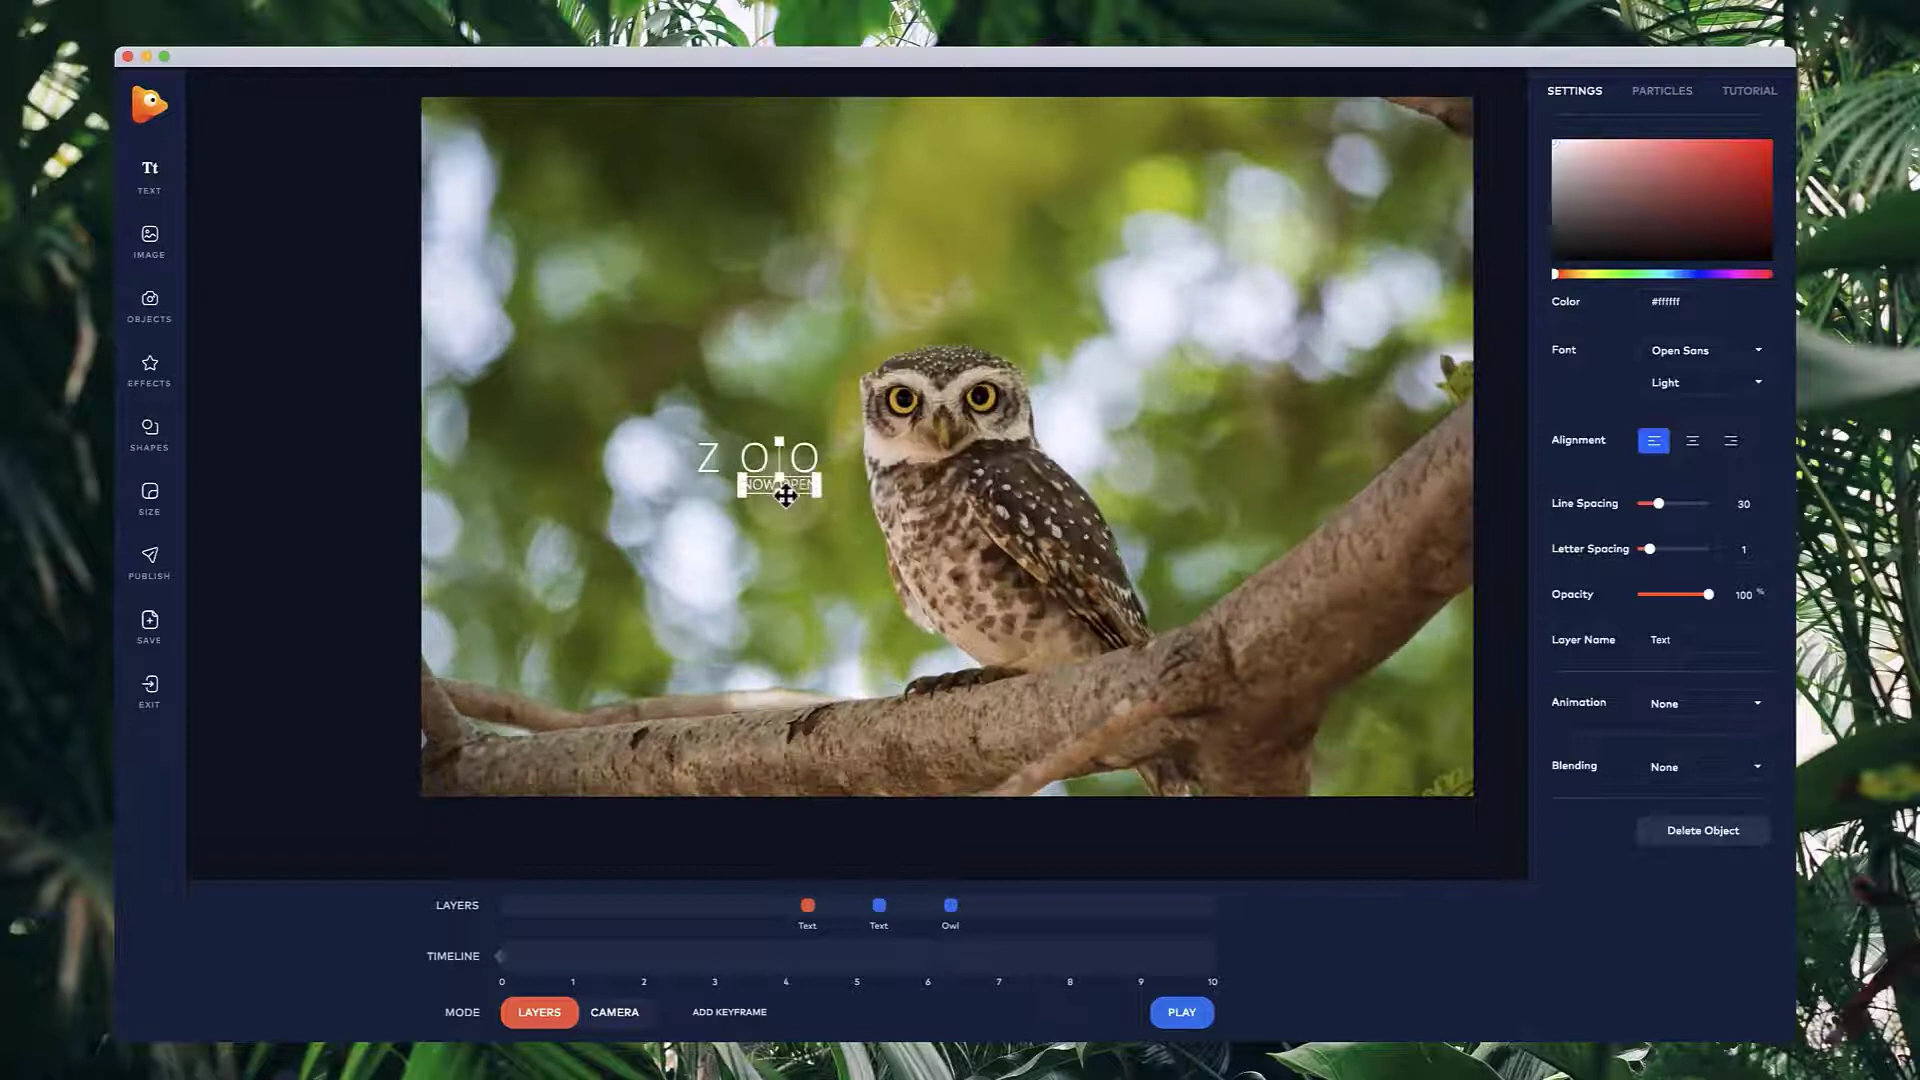 SETTINGS PARTICLES TUTORIAL
Tt
TEXT
IMAGE
OBJECTS
EFFECTS
SHAPES
SIZE
PUBLISH
SAVE
EXIT
Z O O
NOW OPEN
Color #ffffff
Font Open Sans
Light
Alignment
Line Spacing 30
Letter Spacing 1
Opacity 100 %
Layer Name Text
Animation None
Blending None
Delete Object
LAYERS
Text Text Owl
TIMELINE
0 1 2 3 4 5 6 7 8 9 10
MODE LAYERS CAMERA ADD KEYFRAME PLAY